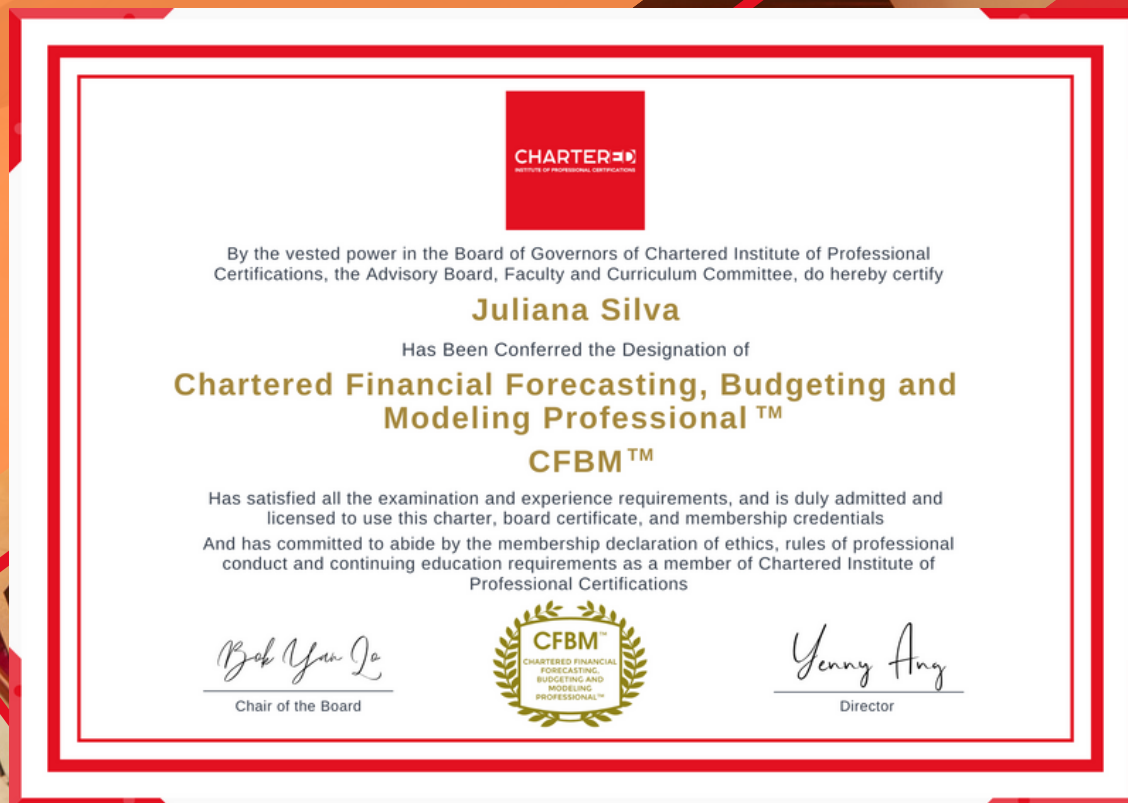 CHARTERED
INSTITUTE OF PROFESSIONAL CERTIFICATIONS
By the vested power in the Board of Governors of Chartered Institute of Professional
Certifications, the Advisory Board, Faculty and Curriculum Committee, do hereby certify
Juliana Silva
Has Been Conferred the Designation of
Chartered Financial Forecasting, Budgeting and
Modeling Professional ™
CFBM™
Has satisfied all the examination and experience requirements, and is duly admitted and
licensed to use this charter, board certificate, and membership credentials
And has committed to abide by the membership declaration of ethics, rules of professional
conduct and continuing education requirements as a member of Chartered Institute of
Professional Certifications
Bok Yan Lo
Chair of the Board
CFBM™
CHARTERED FINANCIAL
FORECASTING,
BUDGETING AND
MODELING
PROFESSIONAL™
Yenny Ang
Director